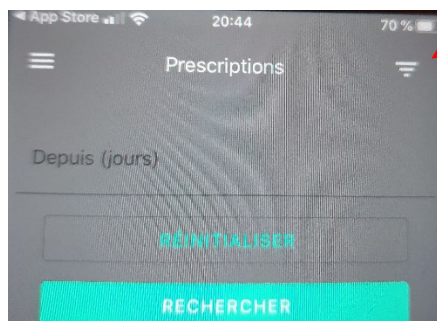 ◀ App Store 20:44 70 %
Prescriptions
Depuis (jours)
RÉINITIALISER
RECHERCHER